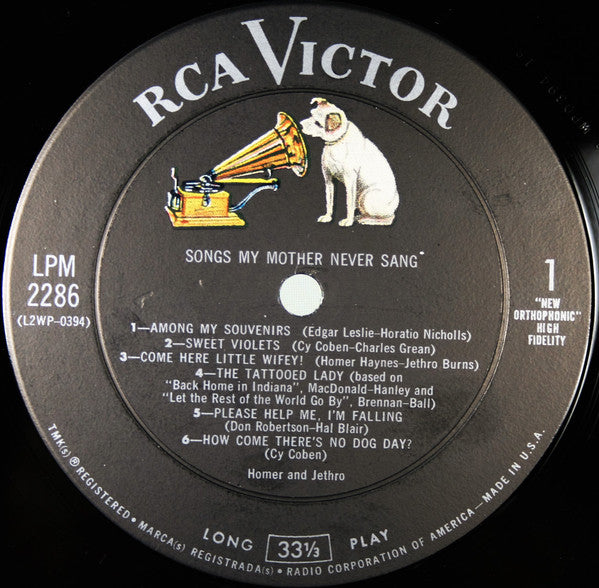 RCA VICTOR
SONGS MY MOTHER NEVER SANG
LPM
2286
(L2WP-0394)
1
"NEW
ORTHOPHONIC"
HIGH
FIDELITY
1—AMONG MY SOUVENIRS (Edgar Leslie-Horatio Nicholls)
2—SWEET VIOLETS (Cy Coben-Charles Grean)
3—COME HERE LITTLE WIFEY! (Homer Haynes-Jethro Burns)
4—THE TATTOOED LADY (based on
"Back Home in Indiana", MacDonald-Hanley and
"Let the Rest of the World Go By", Brennan-Ball)
5—PLEASE HELP ME, I'M FALLING
(Don Robertson-Hal Blair)
6—HOW COME THERE'S NO DOG DAY?
(Cy Coben)
Homer and Jethro
LONG 33⅓ PLAY
TMK(s) ® REGISTERED • MARCA(s) REGISTRADA(s) • RADIO CORPORATION OF AMERICA—MADE IN U.S.A.